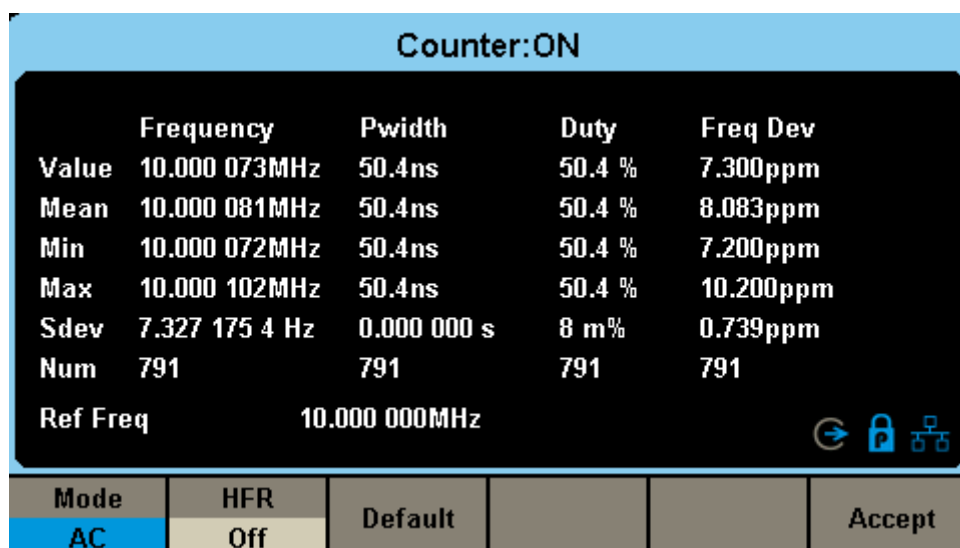 Counter:ON
Frequency Pwidth Duty Freq Dev
Value 10.000 073MHz 50.4ns 50.4 % 7.300ppm
Mean 10.000 081MHz 50.4ns 50.4 % 8.083ppm
Min 10.000 072MHz 50.4ns 50.4 % 7.200ppm
Max 10.000 102MHz 50.4ns 50.4 % 10.200ppm
Sdev 7.327 175 4 Hz 0.000 000 s 8 m% 0.739ppm
Num 791 791 791 791
Ref Freq 10.000 000MHz
P
Mode HFR Default Accept
AC Off